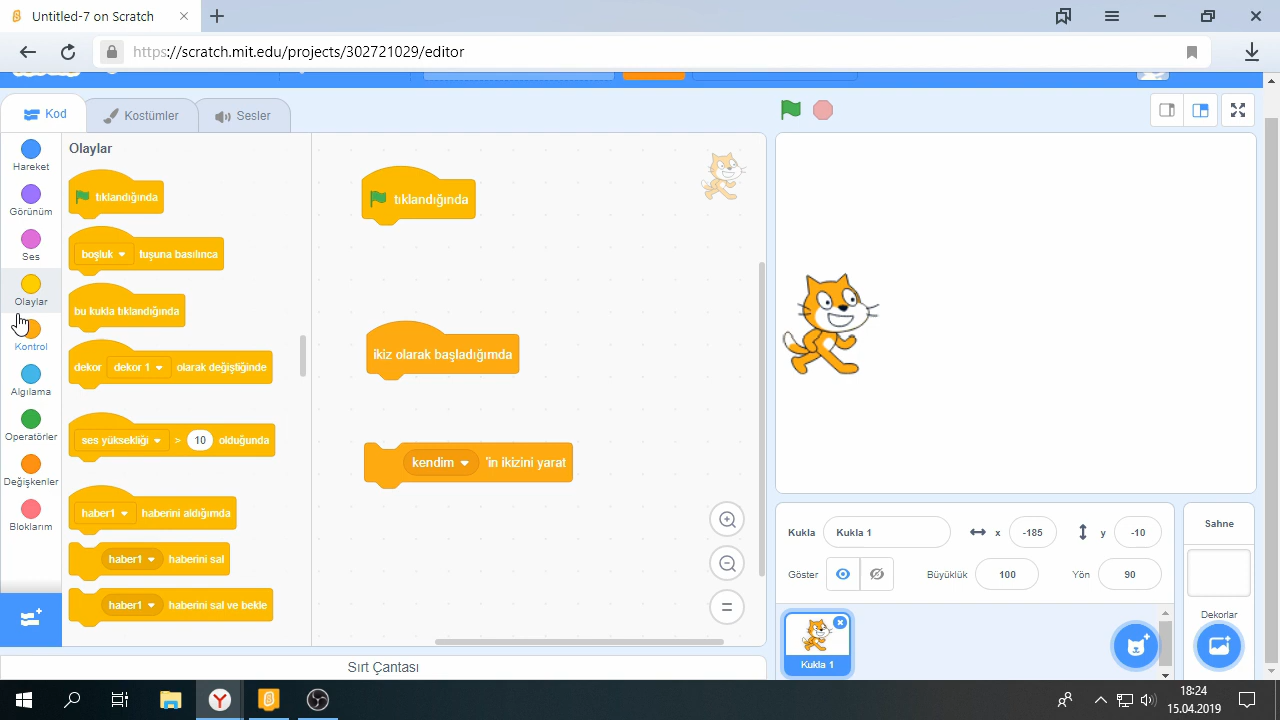 Untitled-7 on Scratch
https://scratch.mit.edu/projects/302721029/editor
Kod
Kostümler
Sesler
Hareket
Görünüm
Ses
Olaylar
Kontrol
Algılama
Operatörler
Değişkenler
Bloklarım
Olaylar
tıklandığında
boşluk tuşuna basılınca
bu kukla tıklandığında
dekor dekor 1 olarak değiştiğinde
ses yüksekliği > 10 olduğunda
haber1 haberini aldığımda
haber1 haberini sal
haber1 haberini sal ve bekle
tıklandığında
ikiz olarak başladığımda
kendim 'in ikizini yarat
Sırt Çantası
Kukla Kukla 1 x -185 y -10
Göster Büyüklük 100 Yön 90
Kukla 1
Sahne
Dekorlar
18:24
15.04.2019